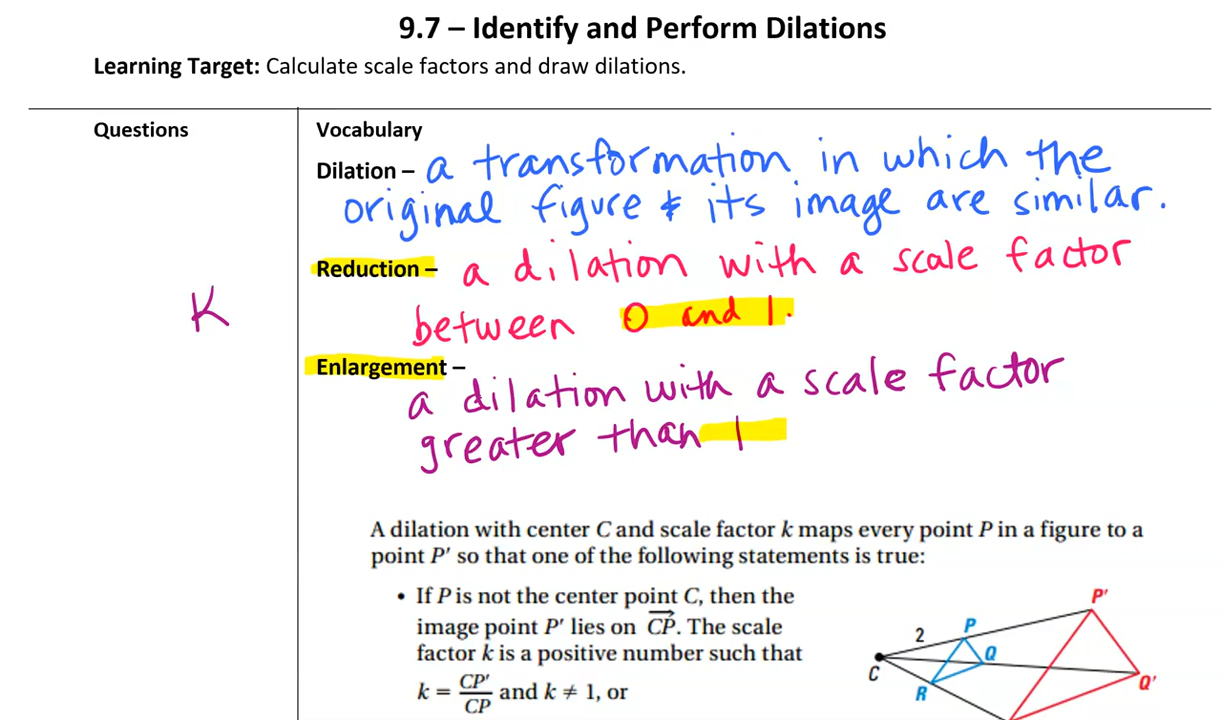 9.7 – Identify and Perform Dilations
Learning Target: Calculate scale factors and draw dilations.
Questions
Vocabulary
Dilation – a transformation in which the
original figure & its image are similar.
Reduction – a dilation with a scale factor
between 0 and 1.
K
Enlargement –
a dilation with a scale factor
greater than 1
A dilation with center C and scale factor k maps every point P in a figure to a
point P' so that one of the following statements is true:
• If P is not the center point C, then the
image point P' lies on $\overrightarrow{CP}$. The scale
factor k is a positive number such that
k = CP'/CP and k ≠ 1, or
P'
2
P
Q
C
R
Q'